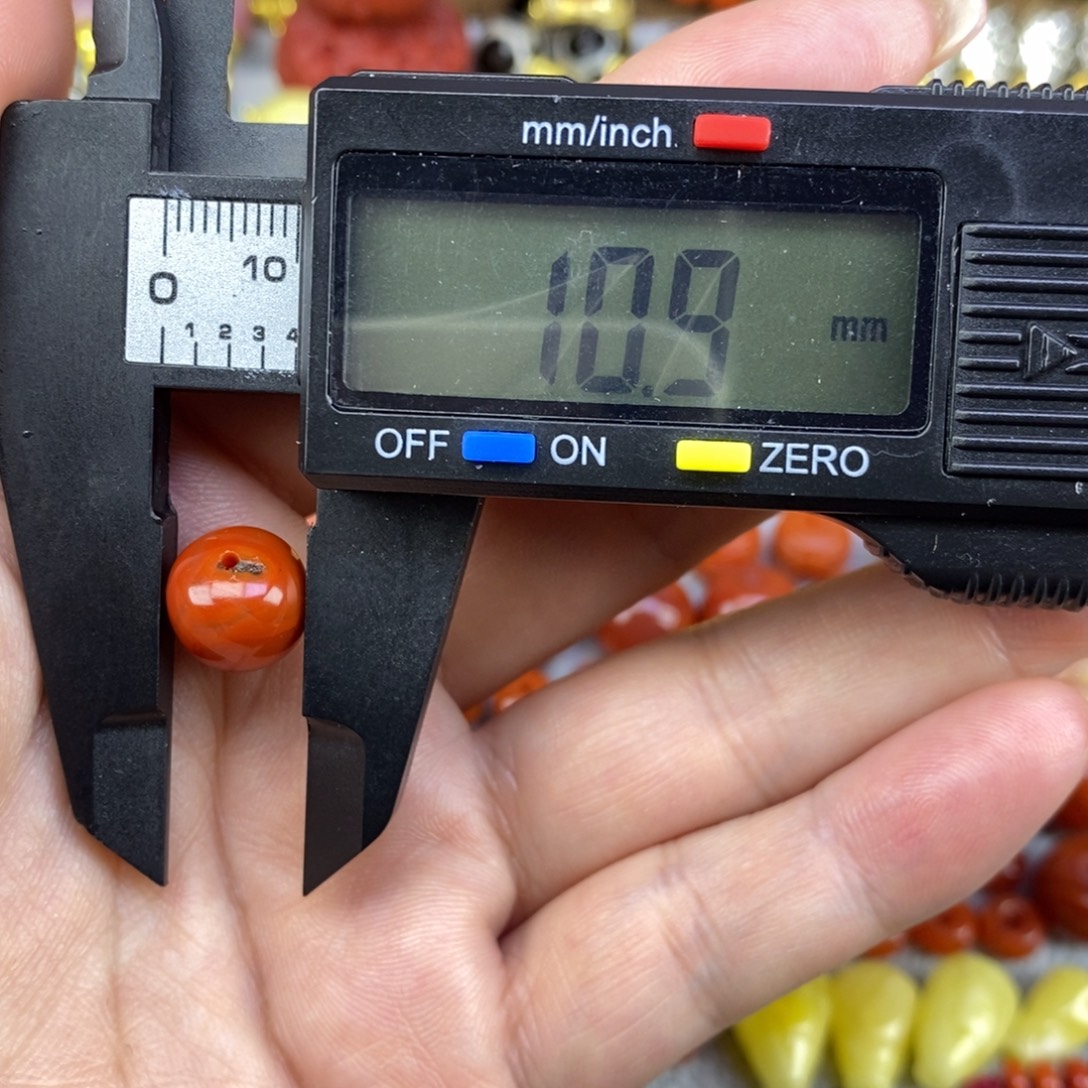 mm/inch
10.9 mm
0 10
1 2 3 4
OFF ON ZERO